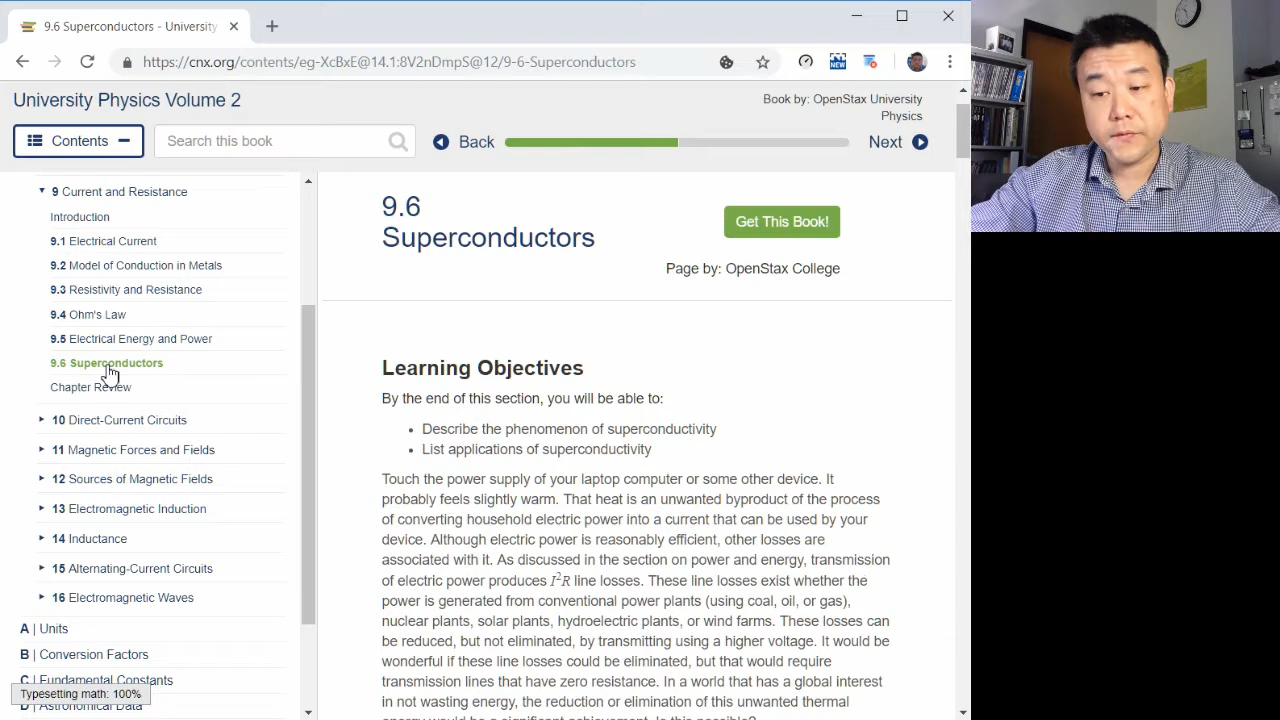 9.6 Superconductors - University
https://cnx.org/contents/eg-XcBxE@14.1:8V2nDmpS@12/9-6-Superconductors
NEW
University Physics Volume 2
Book by: OpenStax University
Physics
Contents
Search this book
Back
Next
9 Current and Resistance
Introduction
9.1 Electrical Current
9.2 Model of Conduction in Metals
9.3 Resistivity and Resistance
9.4 Ohm's Law
9.5 Electrical Energy and Power
9.6 Superconductors
Chapter Review
10 Direct-Current Circuits
11 Magnetic Forces and Fields
12 Sources of Magnetic Fields
13 Electromagnetic Induction
14 Inductance
15 Alternating-Current Circuits
16 Electromagnetic Waves
A | Units
B | Conversion Factors
C | Fundamental Constants
D | Astronomical Data
Typesetting math: 100%
9.6
Superconductors
Get This Book!
Page by: OpenStax College
Learning Objectives
By the end of this section, you will be able to:
• Describe the phenomenon of superconductivity
• List applications of superconductivity
Touch the power supply of your laptop computer or some other device. It
probably feels slightly warm. That heat is an unwanted byproduct of the process
of converting household electric power into a current that can be used by your
device. Although electric power is reasonably efficient, other losses are
associated with it. As discussed in the section on power and energy, transmission
of electric power produces I²R line losses. These line losses exist whether the
power is generated from conventional power plants (using coal, oil, or gas),
nuclear plants, solar plants, hydroelectric plants, or wind farms. These losses can
be reduced, but not eliminated, by transmitting using a higher voltage. It would be
wonderful if these line losses could be eliminated, but that would require
transmission lines that have zero resistance. In a world that has a global interest
in not wasting energy, the reduction or elimination of this unwanted thermal
energy would be a significant achievement. Is this possible?